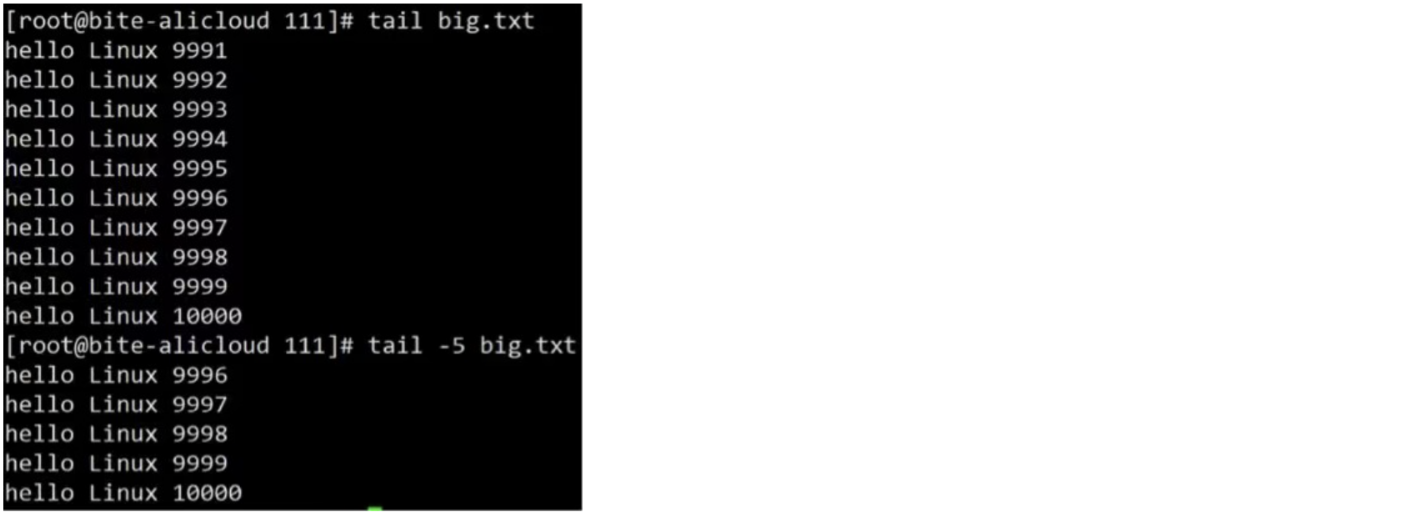 [root@bite-alicloud 111]# tail big.txt
hello Linux 9991
hello Linux 9992
hello Linux 9993
hello Linux 9994
hello Linux 9995
hello Linux 9996
hello Linux 9997
hello Linux 9998
hello Linux 9999
hello Linux 10000
[root@bite-alicloud 111]# tail -5 big.txt
hello Linux 9996
hello Linux 9997
hello Linux 9998
hello Linux 9999
hello Linux 10000